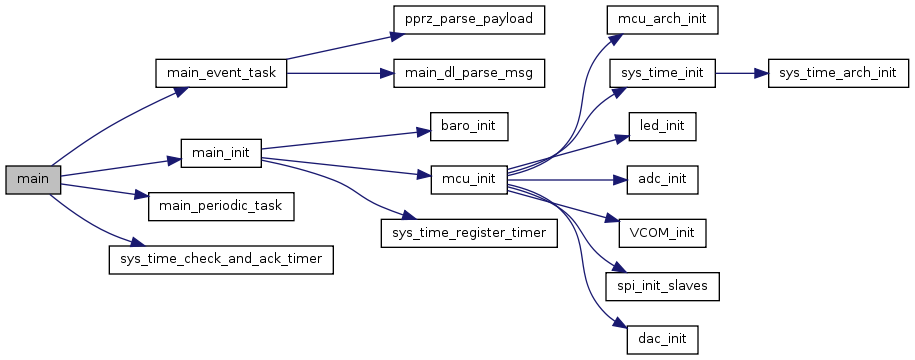 main
main_event_task
pprz_parse_payload
main_dl_parse_msg
main_init
baro_init
mcu_init
mcu_arch_init
sys_time_init
sys_time_arch_init
led_init
adc_init
VCOM_init
spi_init_slaves
dac_init
sys_time_register_timer
main_periodic_task
sys_time_check_and_ack_timer